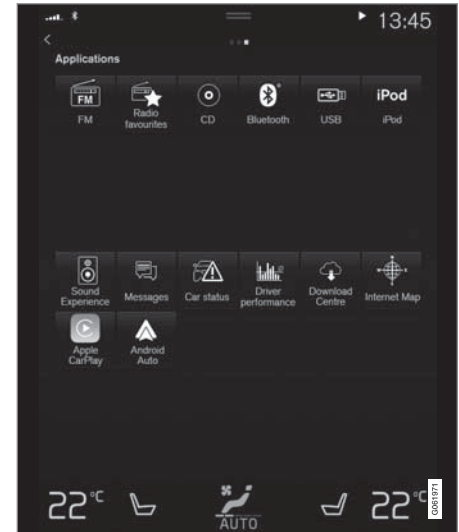 13:45
Applications
FM
iPod
FM
Radio
favourites
CD
Bluetooth
USB
iPod
Sound
Experience
Messages
Car status
Driver
performance
Download
Centre
Internet Map
Apple
CarPlay
Android
Auto
22°C
AUTO
22°C
G061971